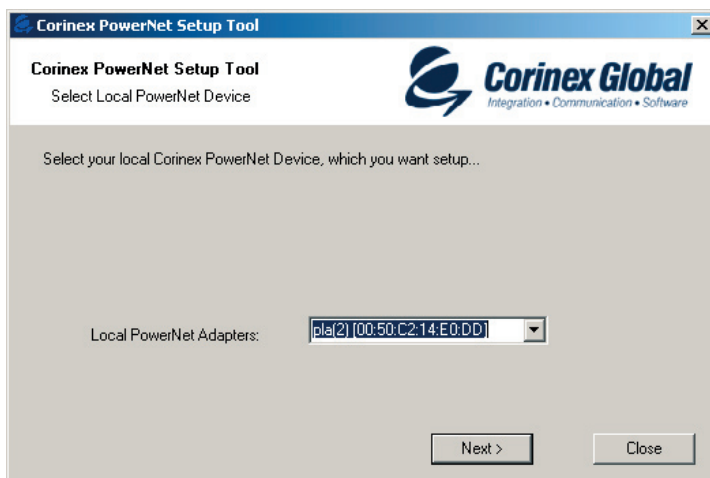 Corinex PowerNet Setup Tool
Corinex PowerNet Setup Tool
Select Local PowerNet Device
Corinex Global
Integration • Communication • Software
Select your local Corinex PowerNet Device, which you want setup...
Local PowerNet Adapters: pla(2) [00:50:C2:14:E0:DD]
Next > Close